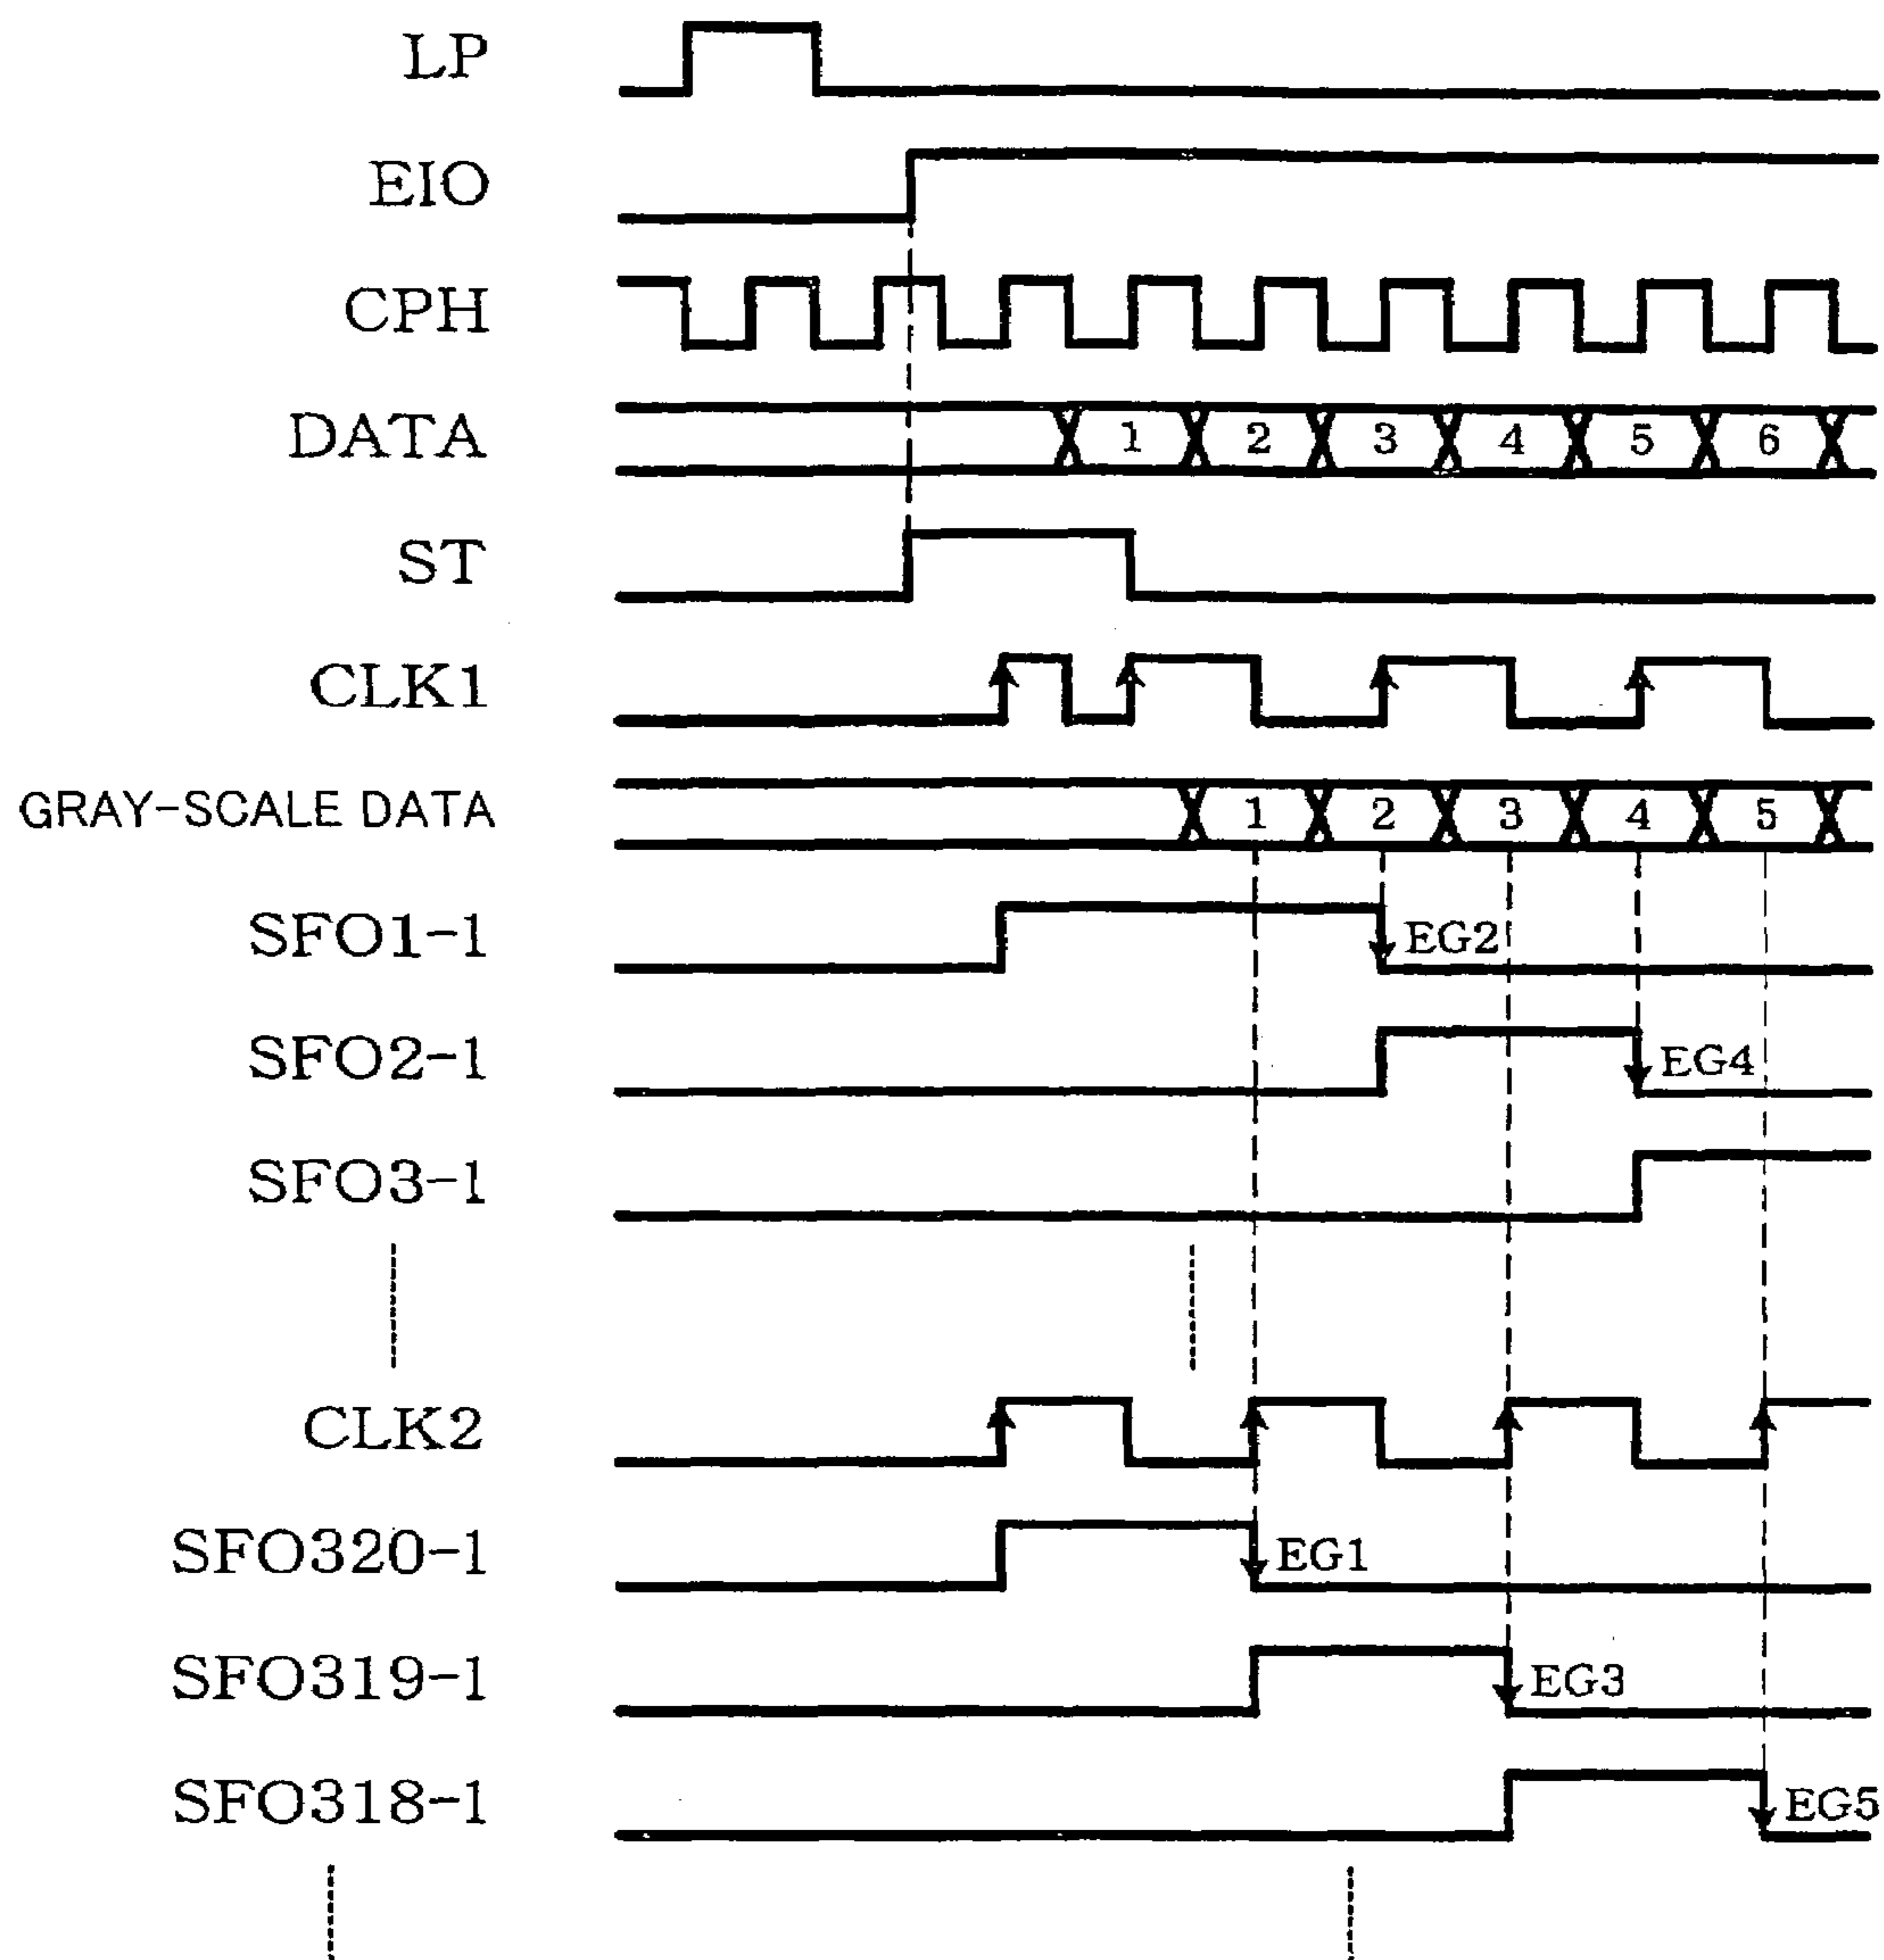 LP
EIO
CPH
DATA 1 2 3 4 5 6
ST
CLK1
GRAY-SCALE DATA 1 2 3 4 5
SFO1-1 EG2
SFO2-1 EG4
SFO3-1
CLK2
SFO320-1 EG1
SFO319-1 EG3
SFO318-1 EG5